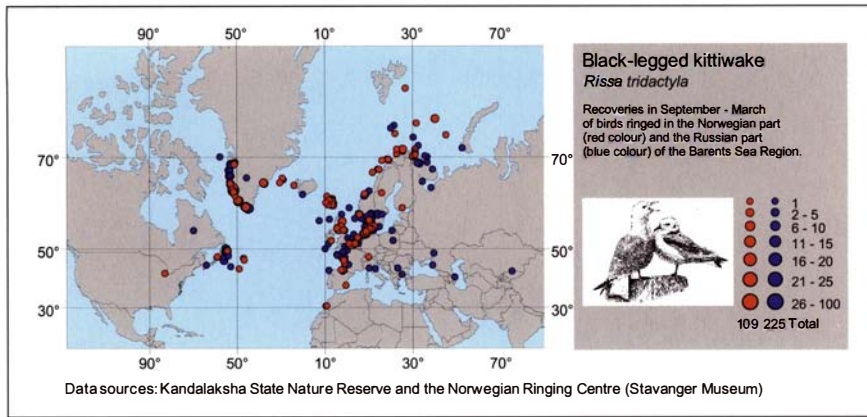 90° 50° 10° 30° 70°
70° 70°
50° 50°
30° 30°
90° 50° 10° 30° 70°
Black-legged kittiwake
Rissa tridactyla
Recoveries in September - March
of birds ringed in the Norwegian part
(red colour) and the Russian part
(blue colour) of the Barents Sea Region.
1
2 - 5
6 - 10
11 - 15
16 - 20
21 - 25
26 - 100
109 225 Total
Data sources: Kandalaksha State Nature Reserve and the Norwegian Ringing Centre (Stavanger Museum)